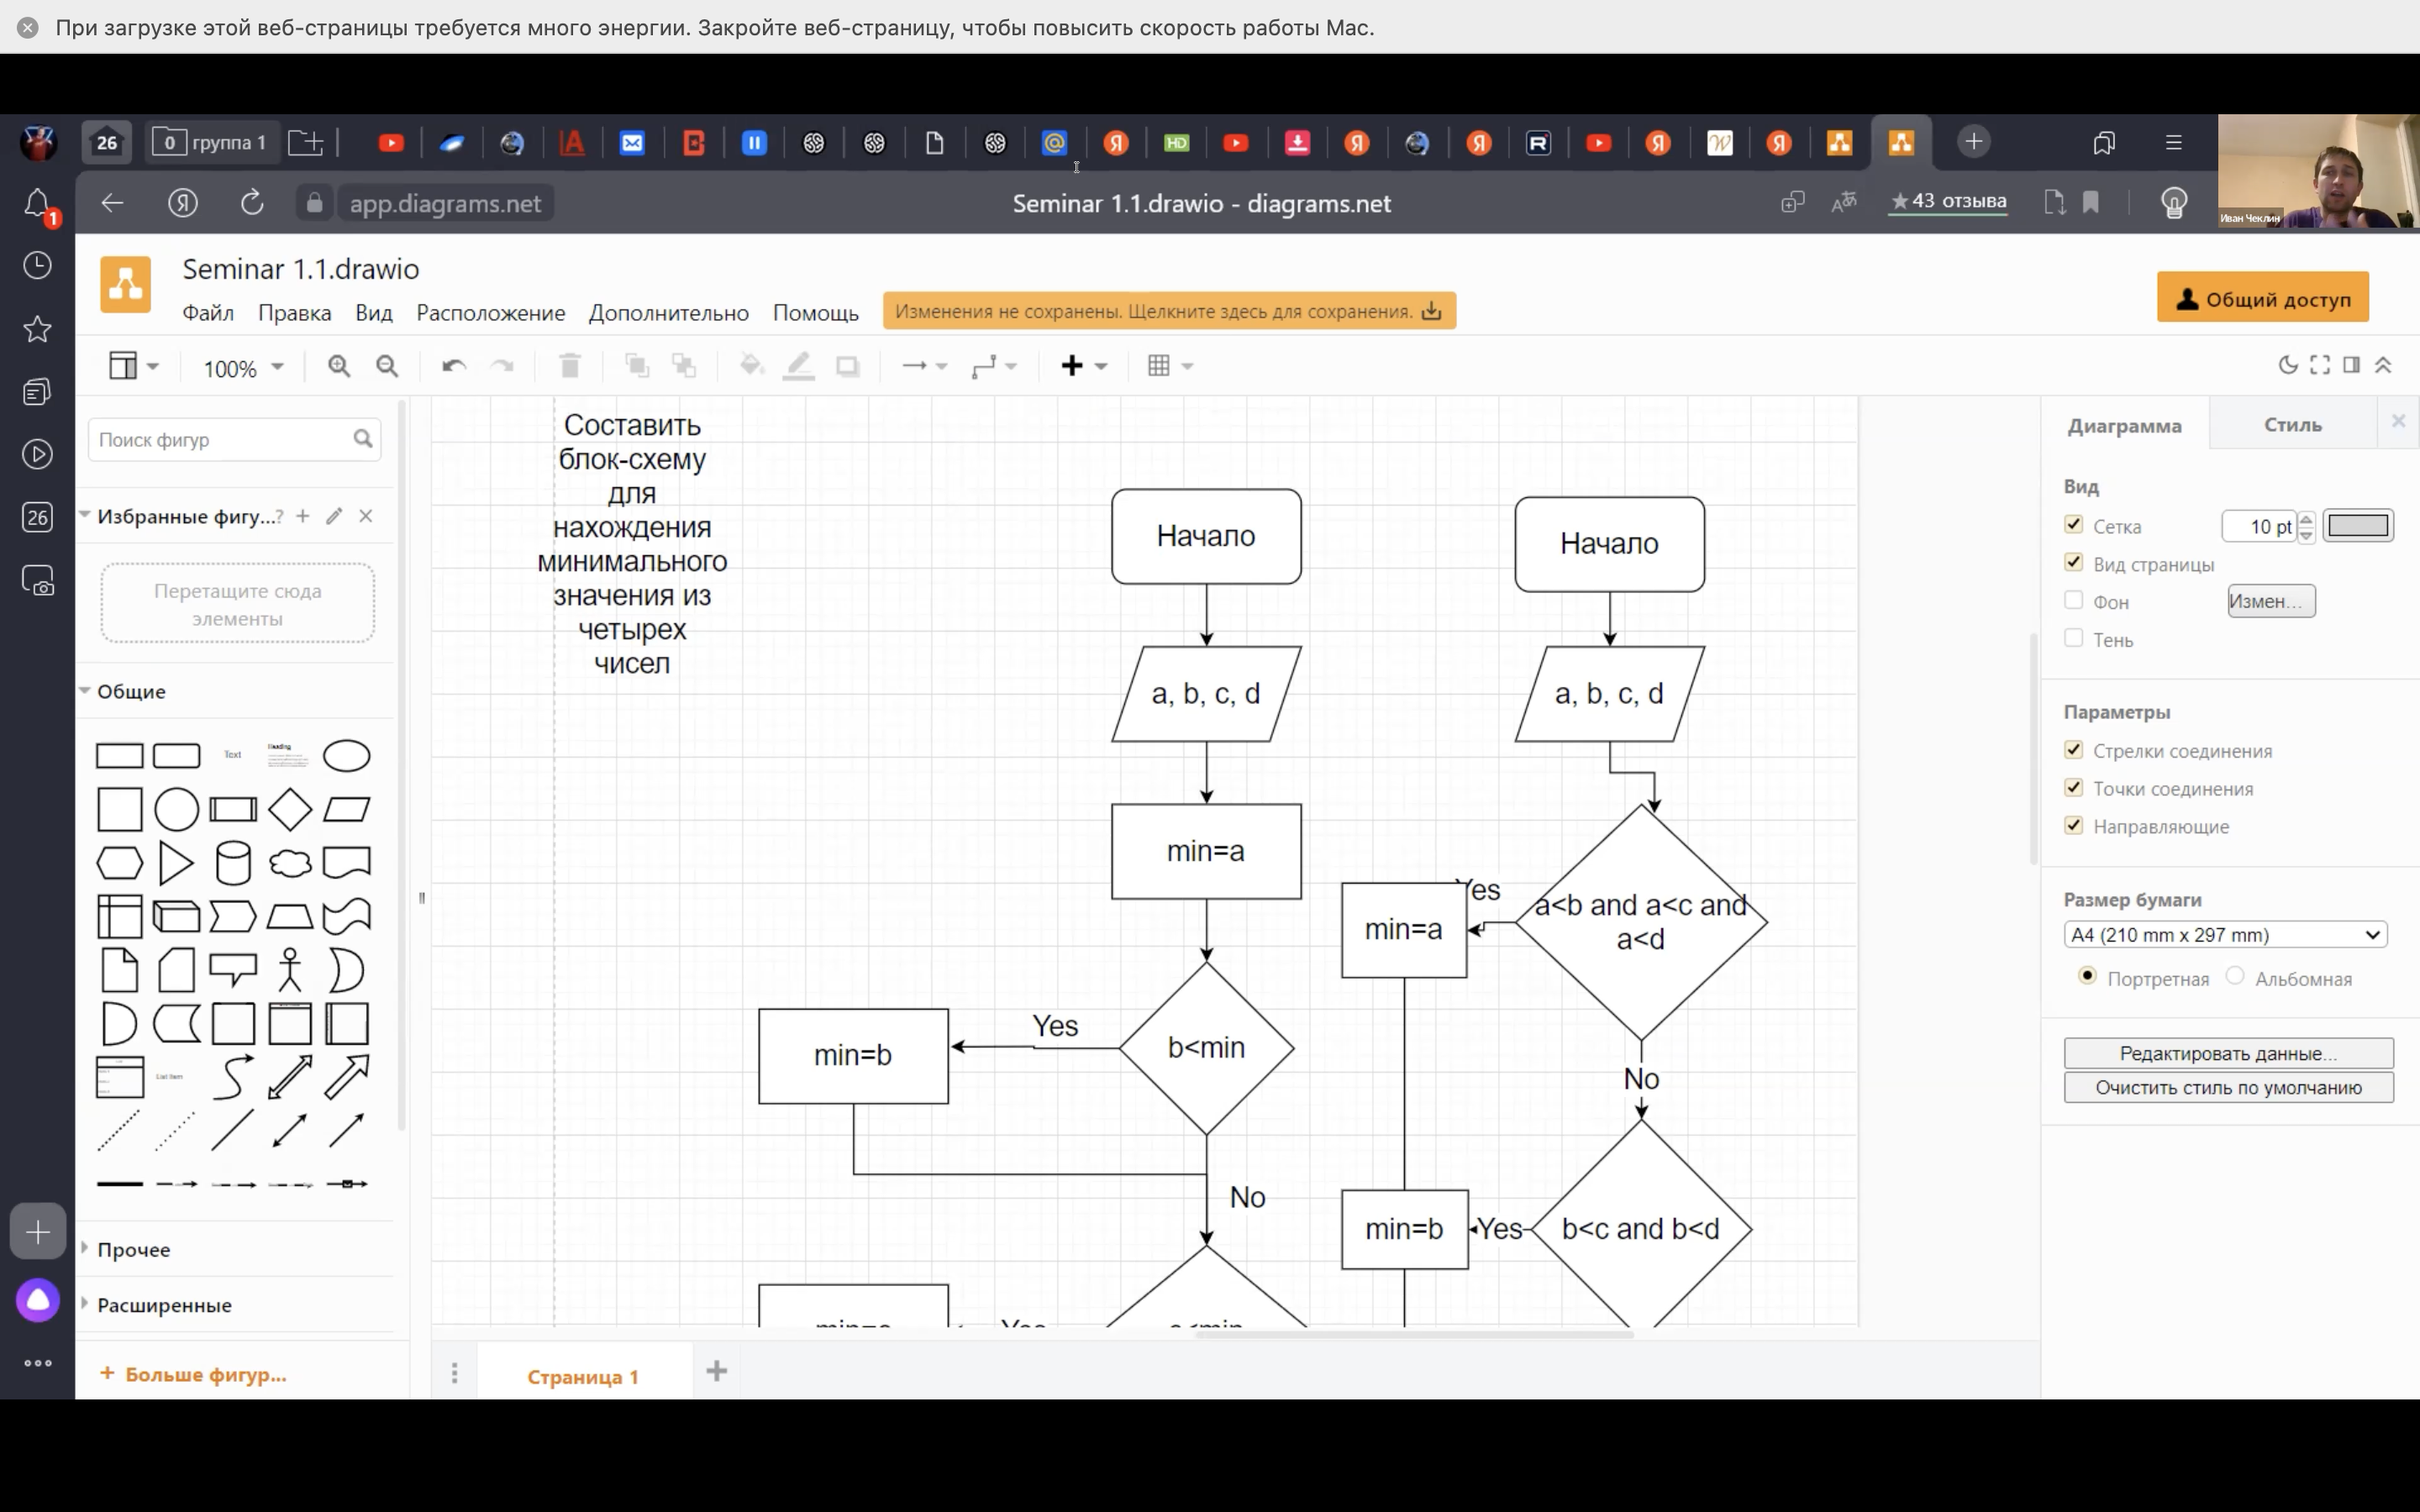 При загрузке этой веб-страницы требуется много энергии. Закройте веб-страницу, чтобы повысить скорость работы Mac.
26
0 группа 1
HD
app.diagrams.net
Seminar 1.1.drawio - diagrams.net
★ 43 отзыва
Иван Чеклин
1
26
Seminar 1.1.drawio
Файл Правка Вид Расположение Дополнительно Помощь
Изменения не сохранены. Щелкните здесь для сохранения.
Общий доступ
100%
Поиск фигур
Избранные фигу...?
Перетащите сюда
элементы
Общие
Text
Heading
List Item
Прочее
Расширенные
+ Больше фигур...
Составить
блок-схему
для
нахождения
минимального
значения из
четырех
чисел
Начало
a, b, c, d
min=a
b<min
Yes
min=b
No
Yes
Начало
a, b, c, d
a<b and a<c and
a<d
Yes
min=a
No
b<c and b<d
Yes
min=b
Страница 1
Диаграмма
Стиль
Вид
Сетка
10 pt
Вид страницы
Фон
Измен...
Тень
Параметры
Стрелки соединения
Точки соединения
Направляющие
Размер бумаги
A4 (210 mm x 297 mm)
Портретная
Альбомная
Редактировать данные...
Очистить стиль по умолчанию